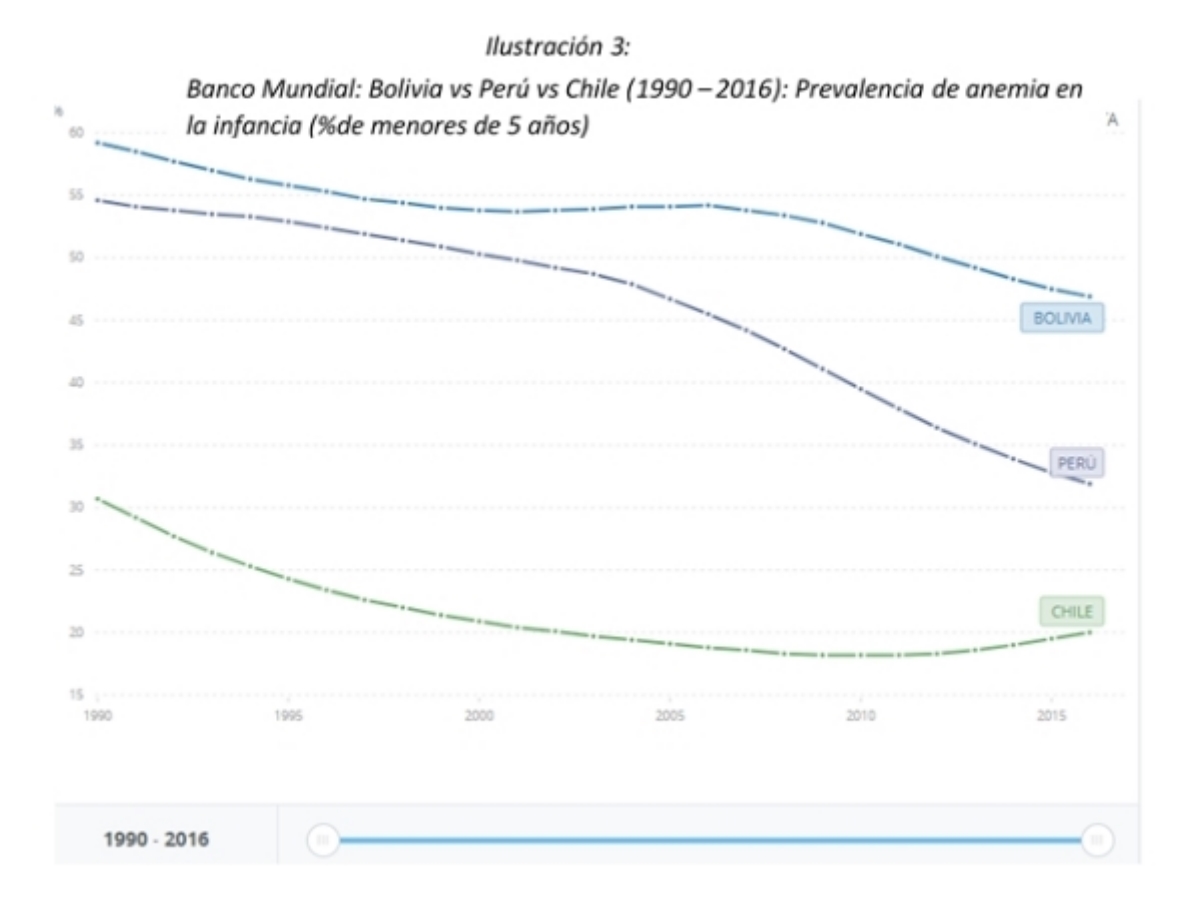 Ilustración 3:
Banco Mundial: Bolivia vs Perú vs Chile (1990 – 2016): Prevalencia de anemia en
la infancia (%de menores de 5 años)
%
60
55
50
45
40
35
30
25
20
15
1990 1995 2000 2005 2010 2015
BOLIVIA
PERÚ
CHILE
1990 - 2016